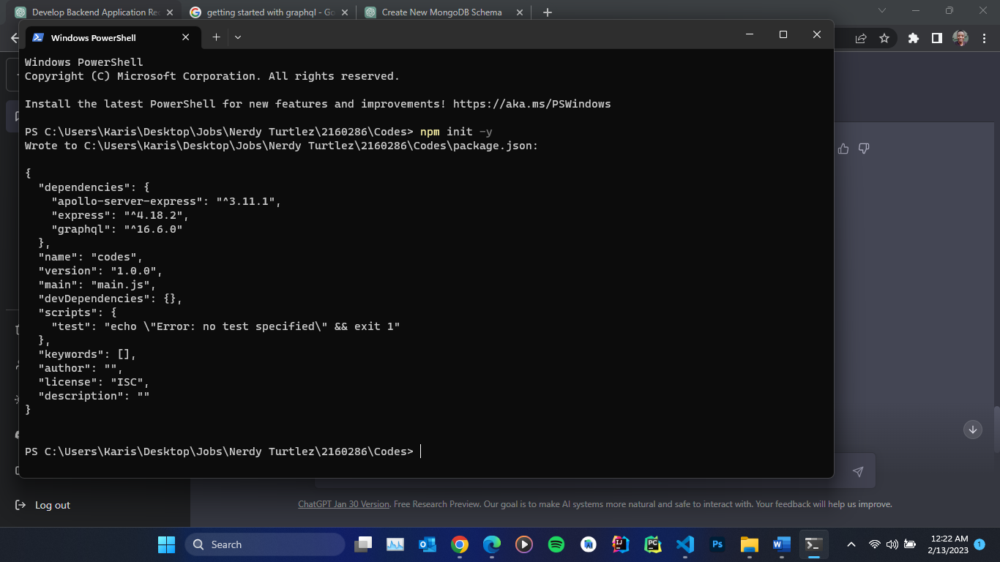 Develop Backend Application Re
getting started with graphql - Go
Create New MongoDB Schema
Windows PowerShell
Windows PowerShell
Copyright (C) Microsoft Corporation. All rights reserved.
Install the latest PowerShell for new features and improvements! https://aka.ms/PSWindows
PS C:\Users\Karis\Desktop\Jobs\Nerdy Turtlez\2160286\Codes> npm init -y
Wrote to C:\Users\Karis\Desktop\Jobs\Nerdy Turtlez\2160286\Codes\package.json:
{
  "dependencies": {
    "apollo-server-express": "^3.11.1",
    "express": "^4.18.2",
    "graphql": "^16.6.0"
  },
  "name": "codes",
  "version": "1.0.0",
  "main": "main.js",
  "devDependencies": {},
  "scripts": {
    "test": "echo \"Error: no test specified\" && exit 1"
  },
  "keywords": [],
  "author": "",
  "license": "ISC",
  "description": ""
}
PS C:\Users\Karis\Desktop\Jobs\Nerdy Turtlez\2160286\Codes>
Log out
ChatGPT Jan 30 Version. Free Research Preview. Our goal is to make AI systems more natural and safe to interact with. Your feedback will help us improve.
Search
AI
IJ
PC
Ps
W
12:22 AM
2/13/2023
1